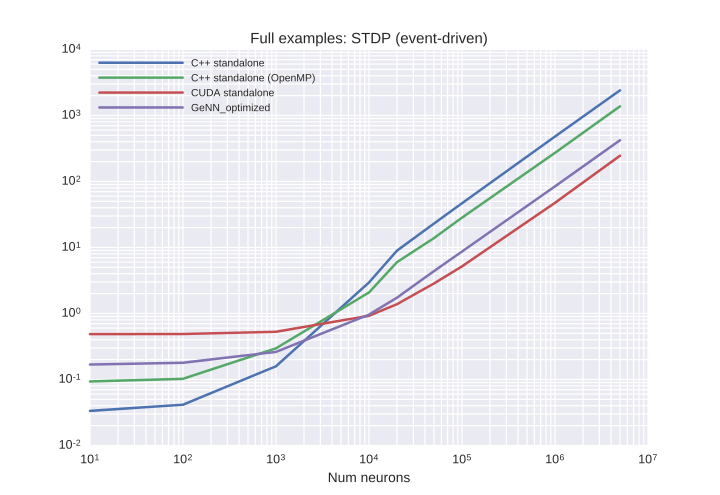 Full examples: STDP (event-driven)
10⁴
10³
10²
10¹
10⁰
10⁻¹
10⁻²
C++ standalone
C++ standalone (OpenMP)
CUDA standalone
GeNN_optimized
10¹ 10² 10³ 10⁴ 10⁵ 10⁶ 10⁷
Num neurons